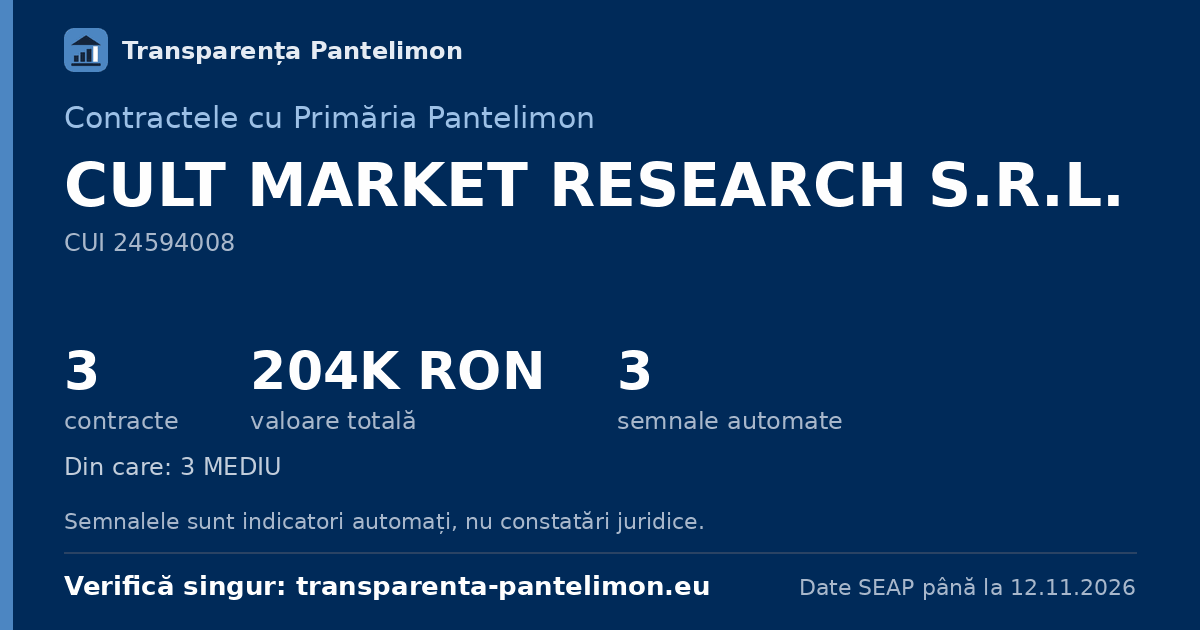 Transparența Pantelimon
Contractele cu Primăria Pantelimon
CULT MARKET RESEARCH S.R.L.
CUI 24594008
3
contracte
204K RON
valoare totală
3
semnale automate
Din care: 3 MEDIU
Semnalele sunt indicatori automați, nu constatări juridice.
Verifică singur: transparenta-pantelimon.eu
Date SEAP până la 12.11.2026